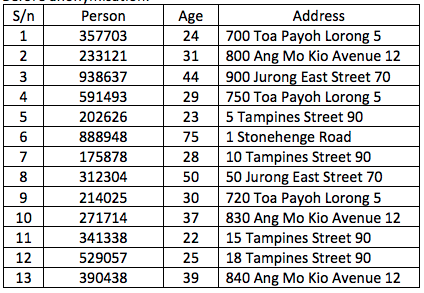 S/n Person Age Address
1 357703 24 700 Toa Payoh Lorong 5
2 233121 31 800 Ang Mo Kio Avenue 12
3 938637 44 900 Jurong East Street 70
4 591493 29 750 Toa Payoh Lorong 5
5 202626 23 5 Tampines Street 90
6 888948 75 1 Stonehenge Road
7 175878 28 10 Tampines Street 90
8 312304 50 50 Jurong East Street 70
9 214025 30 720 Toa Payoh Lorong 5
10 271714 37 830 Ang Mo Kio Avenue 12
11 341338 22 15 Tampines Street 90
12 529057 25 18 Tampines Street 90
13 390438 39 840 Ang Mo Kio Avenue 12